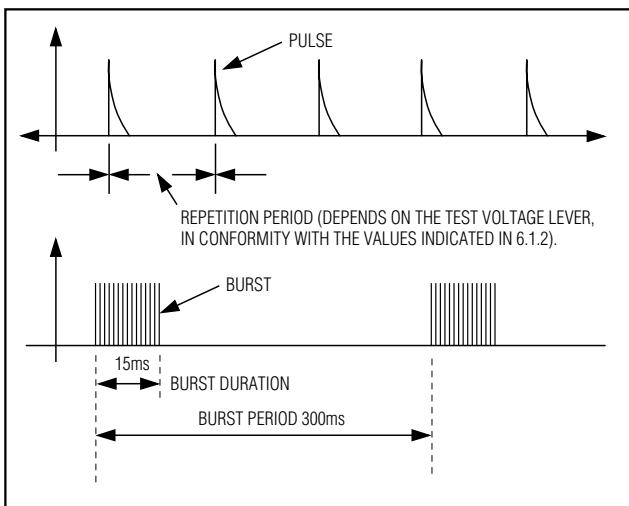 PULSE
REPETITION PERIOD (DEPENDS ON THE TEST VOLTAGE LEVER,
IN CONFORMITY WITH THE VALUES INDICATED IN 6.1.2).
BURST
15ms
BURST DURATION
BURST PERIOD 300ms